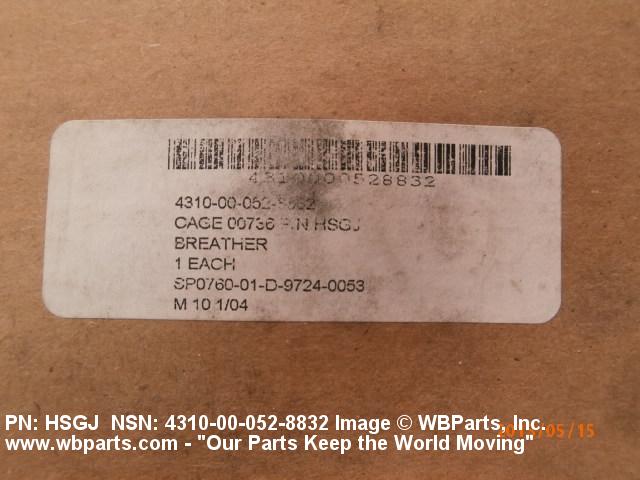 4310000528832
4310-00-052-8832
CAGE 00736 P/N HSGJ
BREATHER
1 EACH
SP0760-01-D-9724-0053
M 10 1/04
PN: HSGJ NSN: 4310-00-052-8832 Image © WBParts, Inc.
www.wbparts.com - "Our Parts Keep the World Moving"